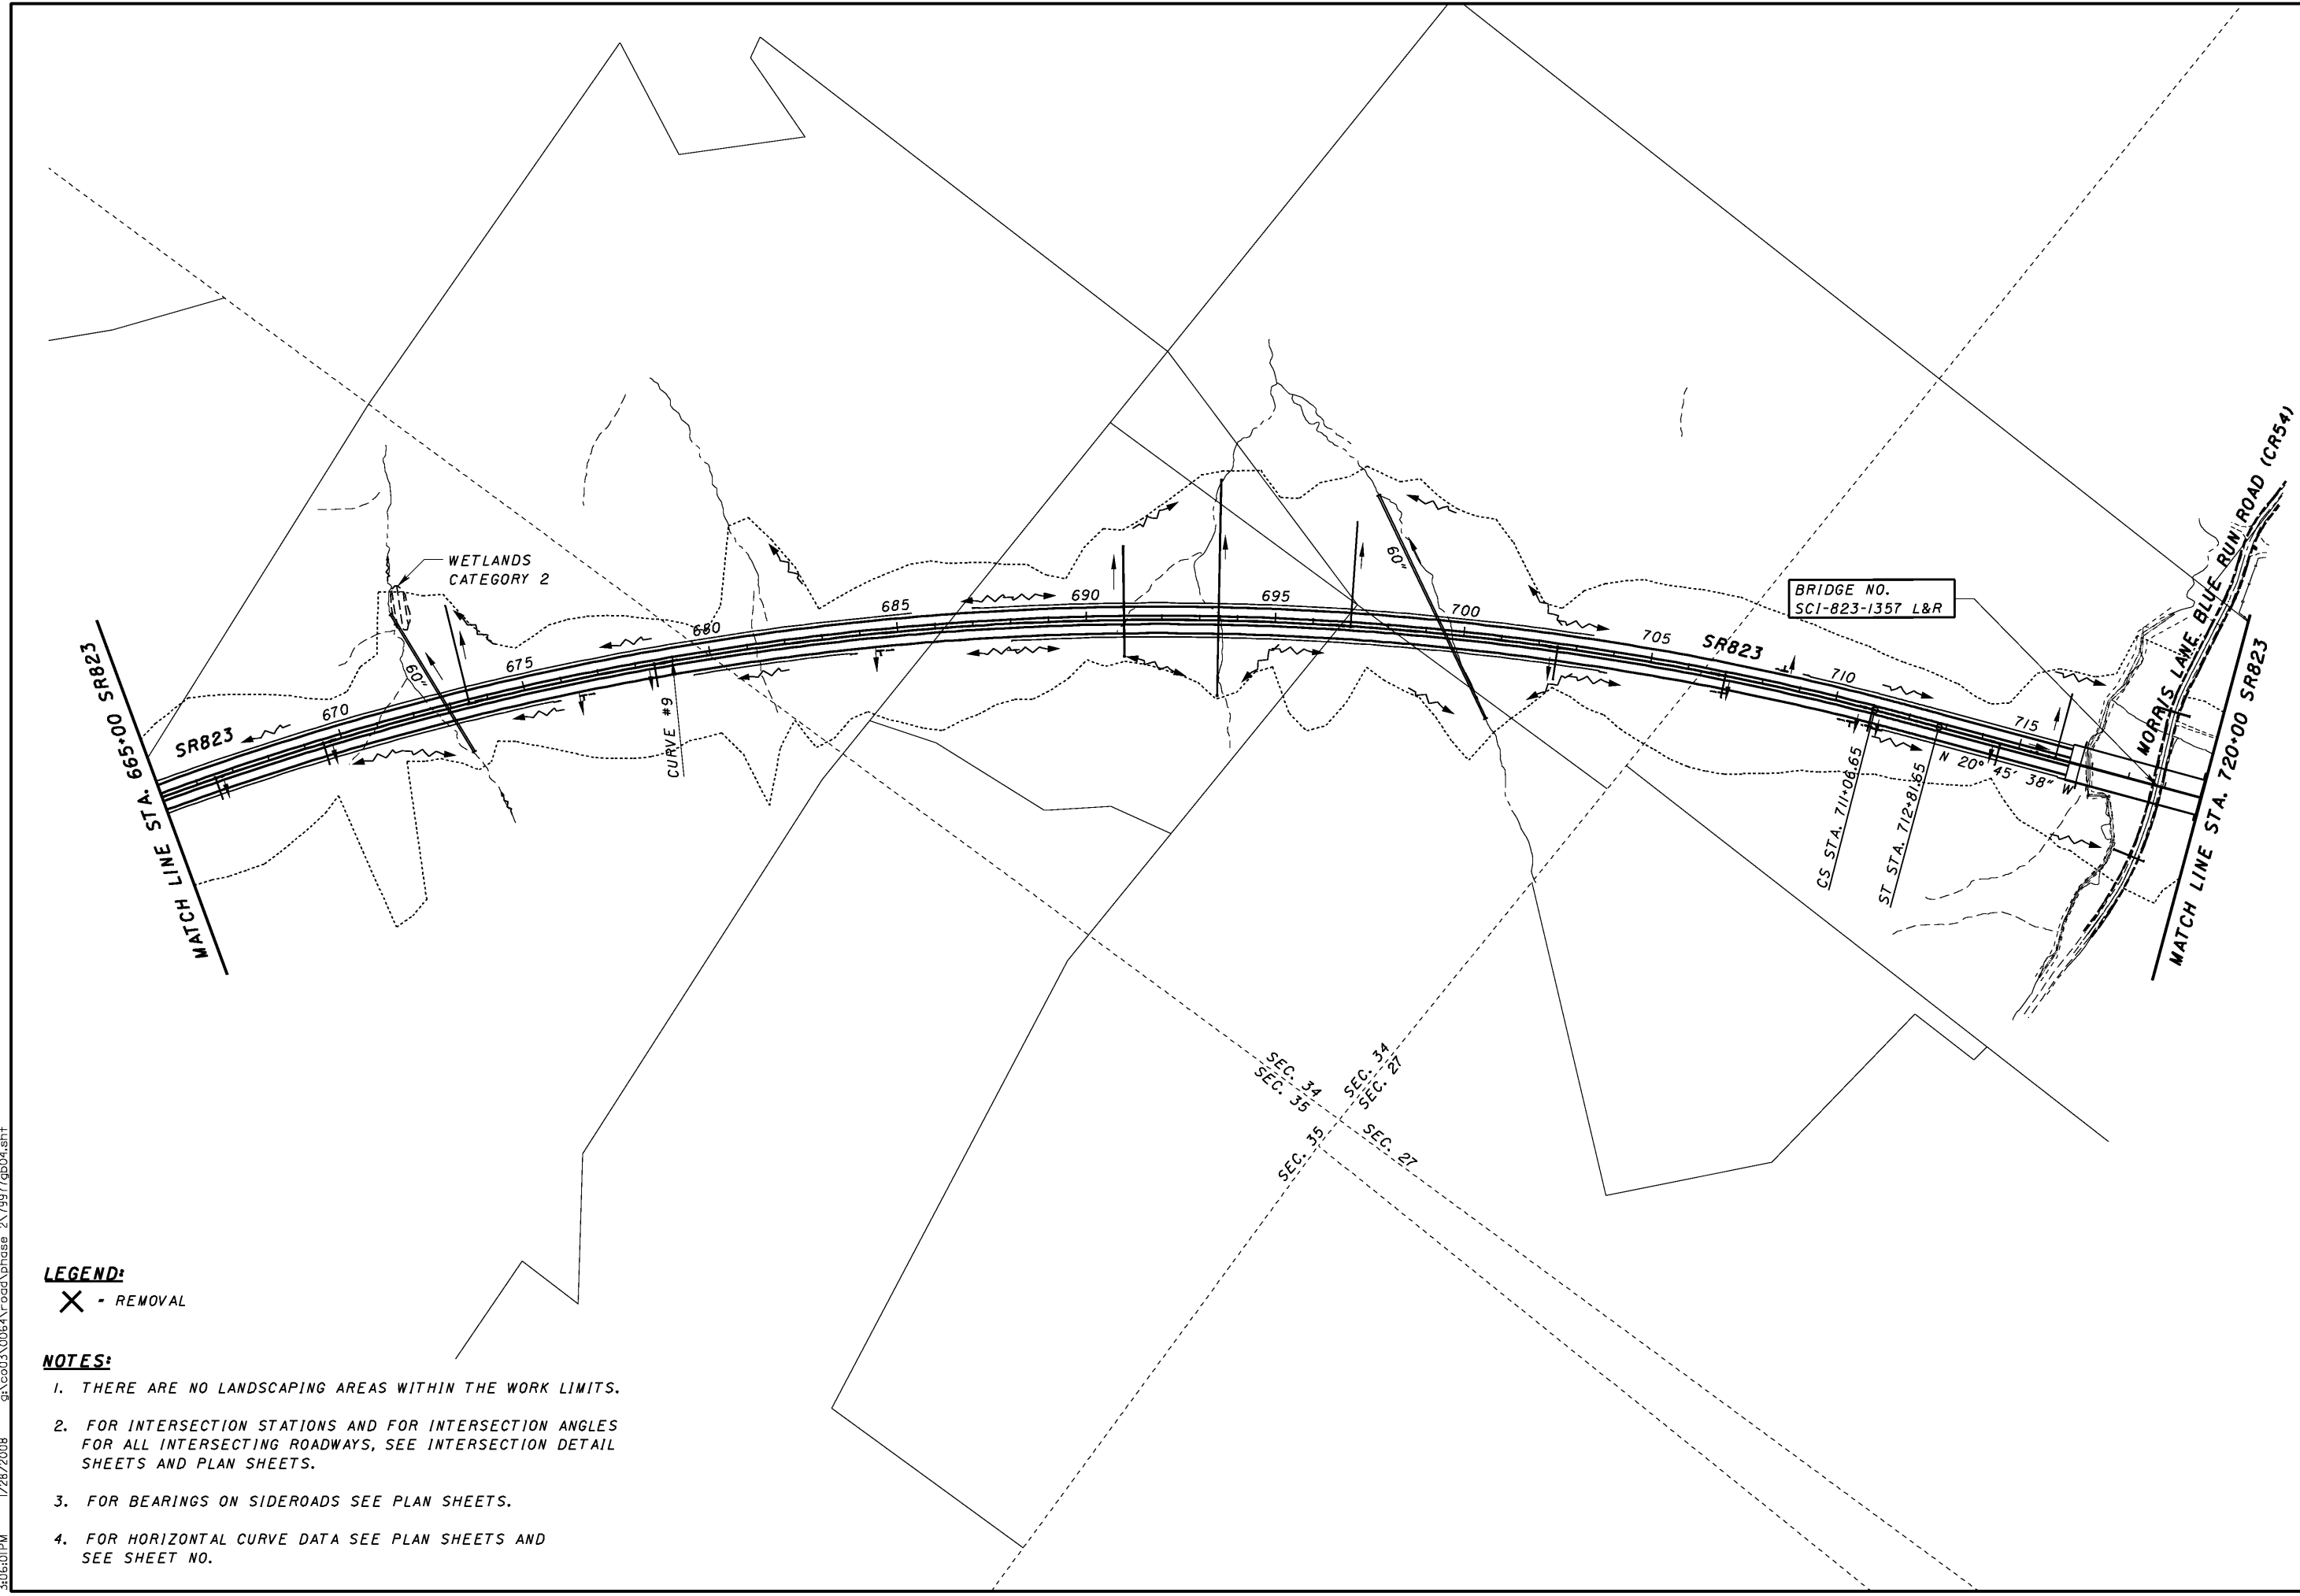 WETLANDS
CATEGORY 2
MATCH LINE STA. 665+00 SR823
SR823
670
675
680
685
690
695
700
705
710
715
60"
60"
CURVE #9
SR823
BRIDGE NO.
SCI-823-1357 L&R
MORRIS LANE BLUE RUN ROAD (CR54)
MATCH LINE STA. 720+00 SR823
CS STA. 711+06.65
ST STA. 712+81.65
N 20° 45' 38" W
SEC. 34
SEC. 35
SEC. 34
SEC. 27
SEC. 35
SEC. 27
LEGEND:
X - REMOVAL
NOTES:
1. THERE ARE NO LANDSCAPING AREAS WITHIN THE WORK LIMITS.
2. FOR INTERSECTION STATIONS AND FOR INTERSECTION ANGLES
FOR ALL INTERSECTING ROADWAYS, SEE INTERSECTION DETAIL
SHEETS AND PLAN SHEETS.
3. FOR BEARINGS ON SIDEROADS SEE PLAN SHEETS.
4. FOR HORIZONTAL CURVE DATA SEE PLAN SHEETS AND
SEE SHEET NO.
3:06:01PM 1/28/2008